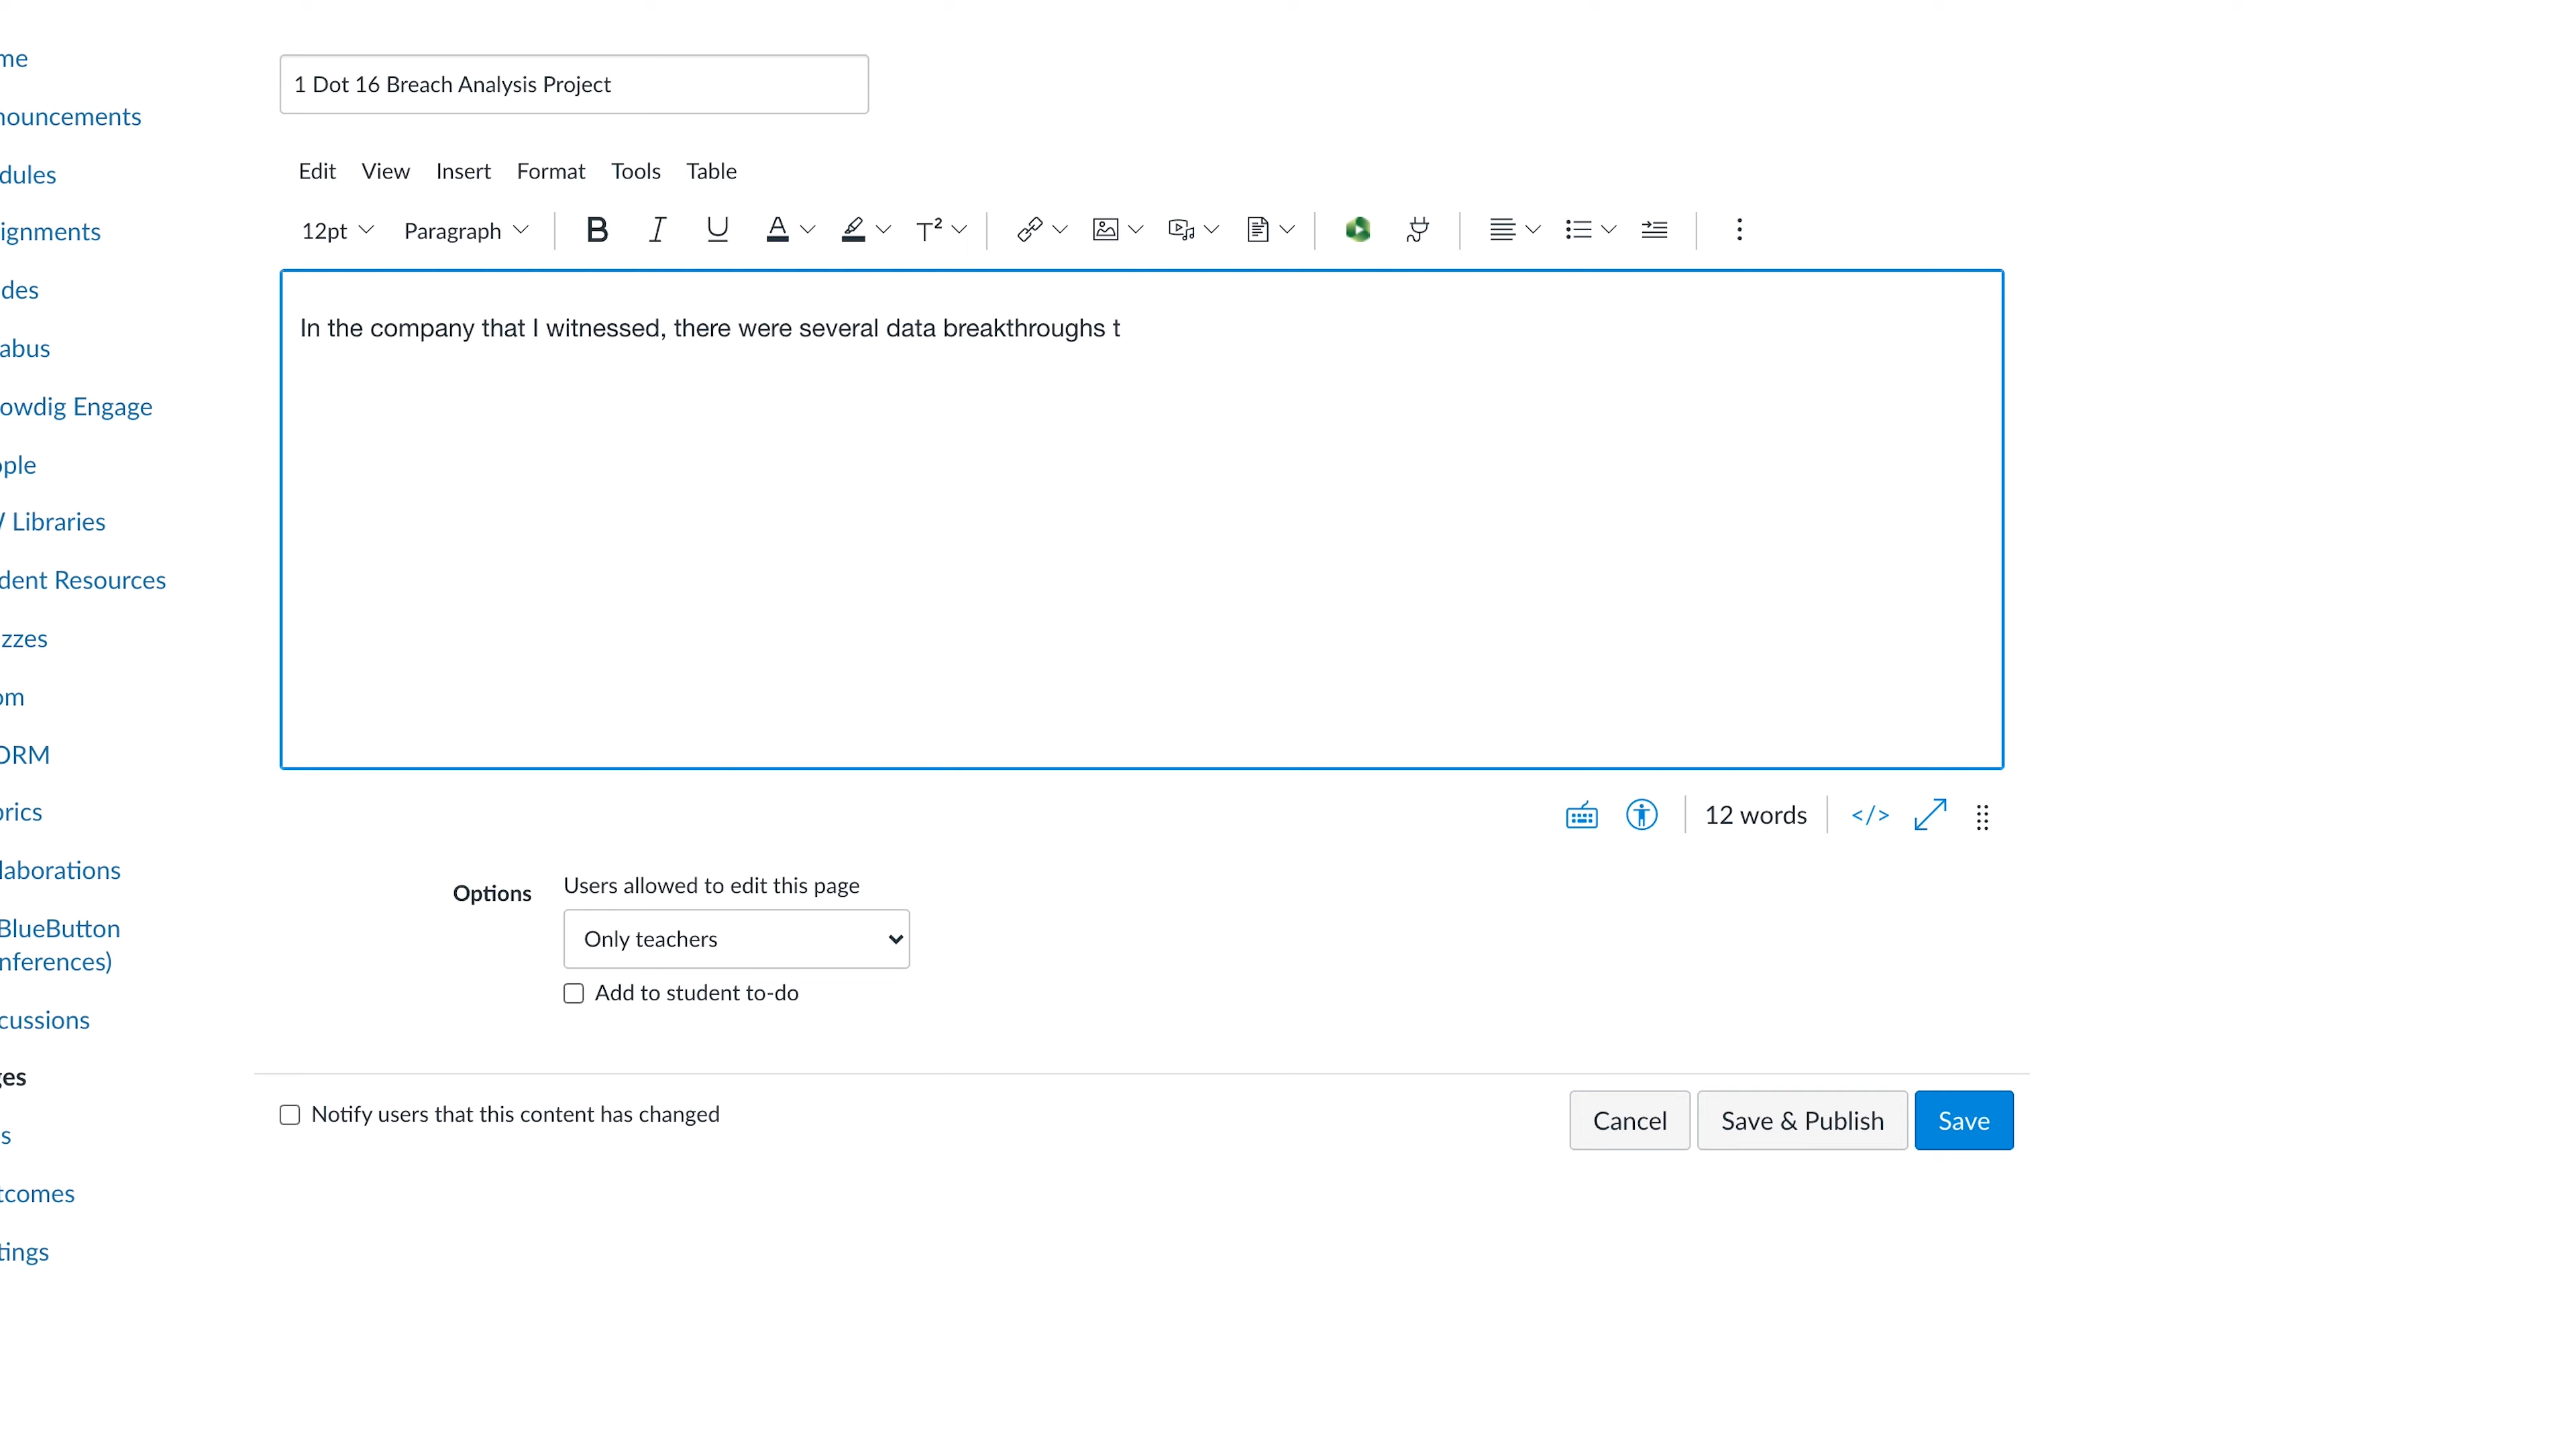 me
1 Dot 16 Breach Analysis Project
nouncements
dules
Edit View Insert Format Tools Table
ignments
12pt Paragraph B I U A T²
des
In the company that I witnessed, there were several data breakthroughs t
abus
owdig Engage
ople
/ Libraries
dent Resources
zzes
om
ORM
orics
12 words </>
laborations
Options Users allowed to edit this page
BlueButton
Only teachers
nferences)
Add to student to-do
cussions
ges
Notify users that this content has changed
Cancel Save & Publish Save
s
tcomes
tings